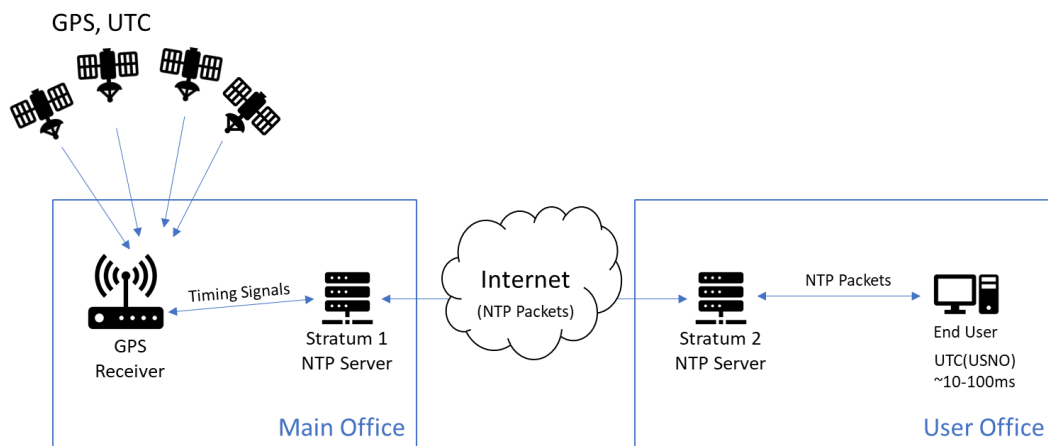 GPS, UTC
Timing Signals
GPS
Receiver
Stratum 1
NTP Server
Main Office
Internet
(NTP Packets)
Stratum 2
NTP Server
NTP Packets
End User
UTC(USNO)
~10-100ms
User Office